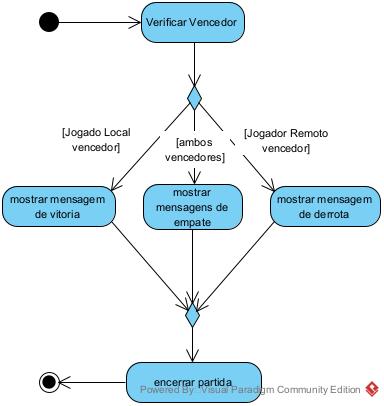 Verificar Vencedor
[Jogado Local
vencedor]
[ambos
vencedores]
[Jogador Remoto
vencedor]
mostrar mensagem
de vitoria
mostrar
mensagens de
empate
mostrar mensagem
de derrota
encerrar partida
Powered By Visual Paradigm Community Edition